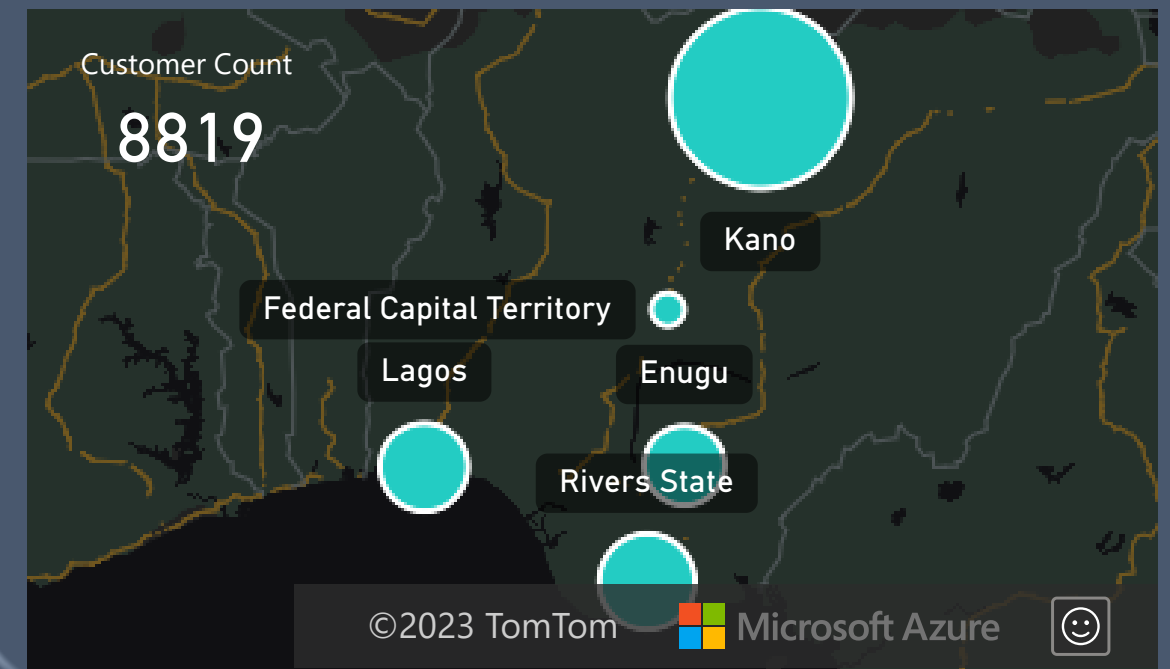 Customer Count
8819
Kano
Federal Capital Territory
Lagos
Enugu
Rivers State
©2023 TomTom
Microsoft Azure